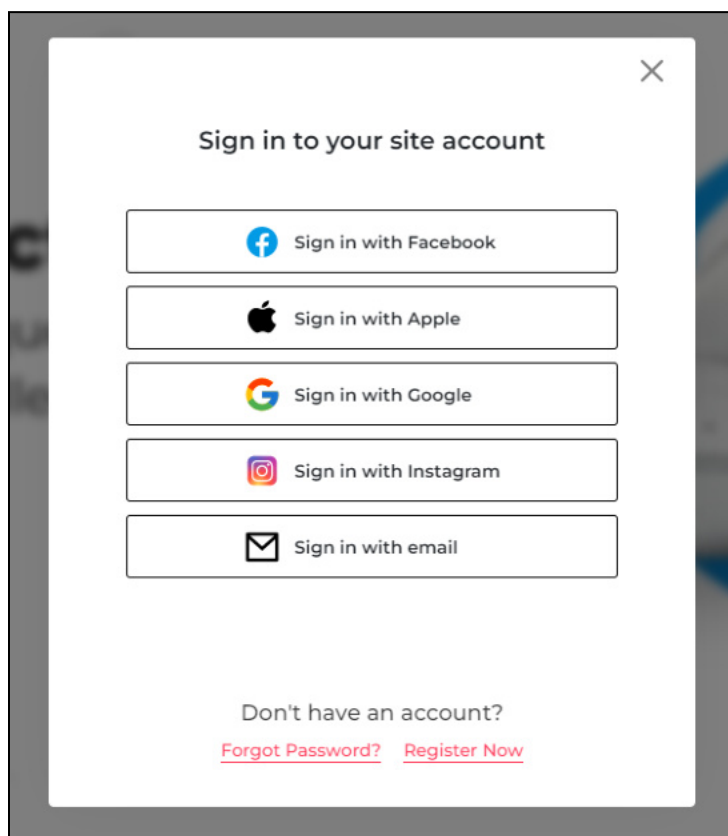 Sign in to your site account
Sign in with Facebook
Sign in with Apple
Sign in with Google
Sign in with Instagram
Sign in with email
Don't have an account?
Forgot Password? Register Now